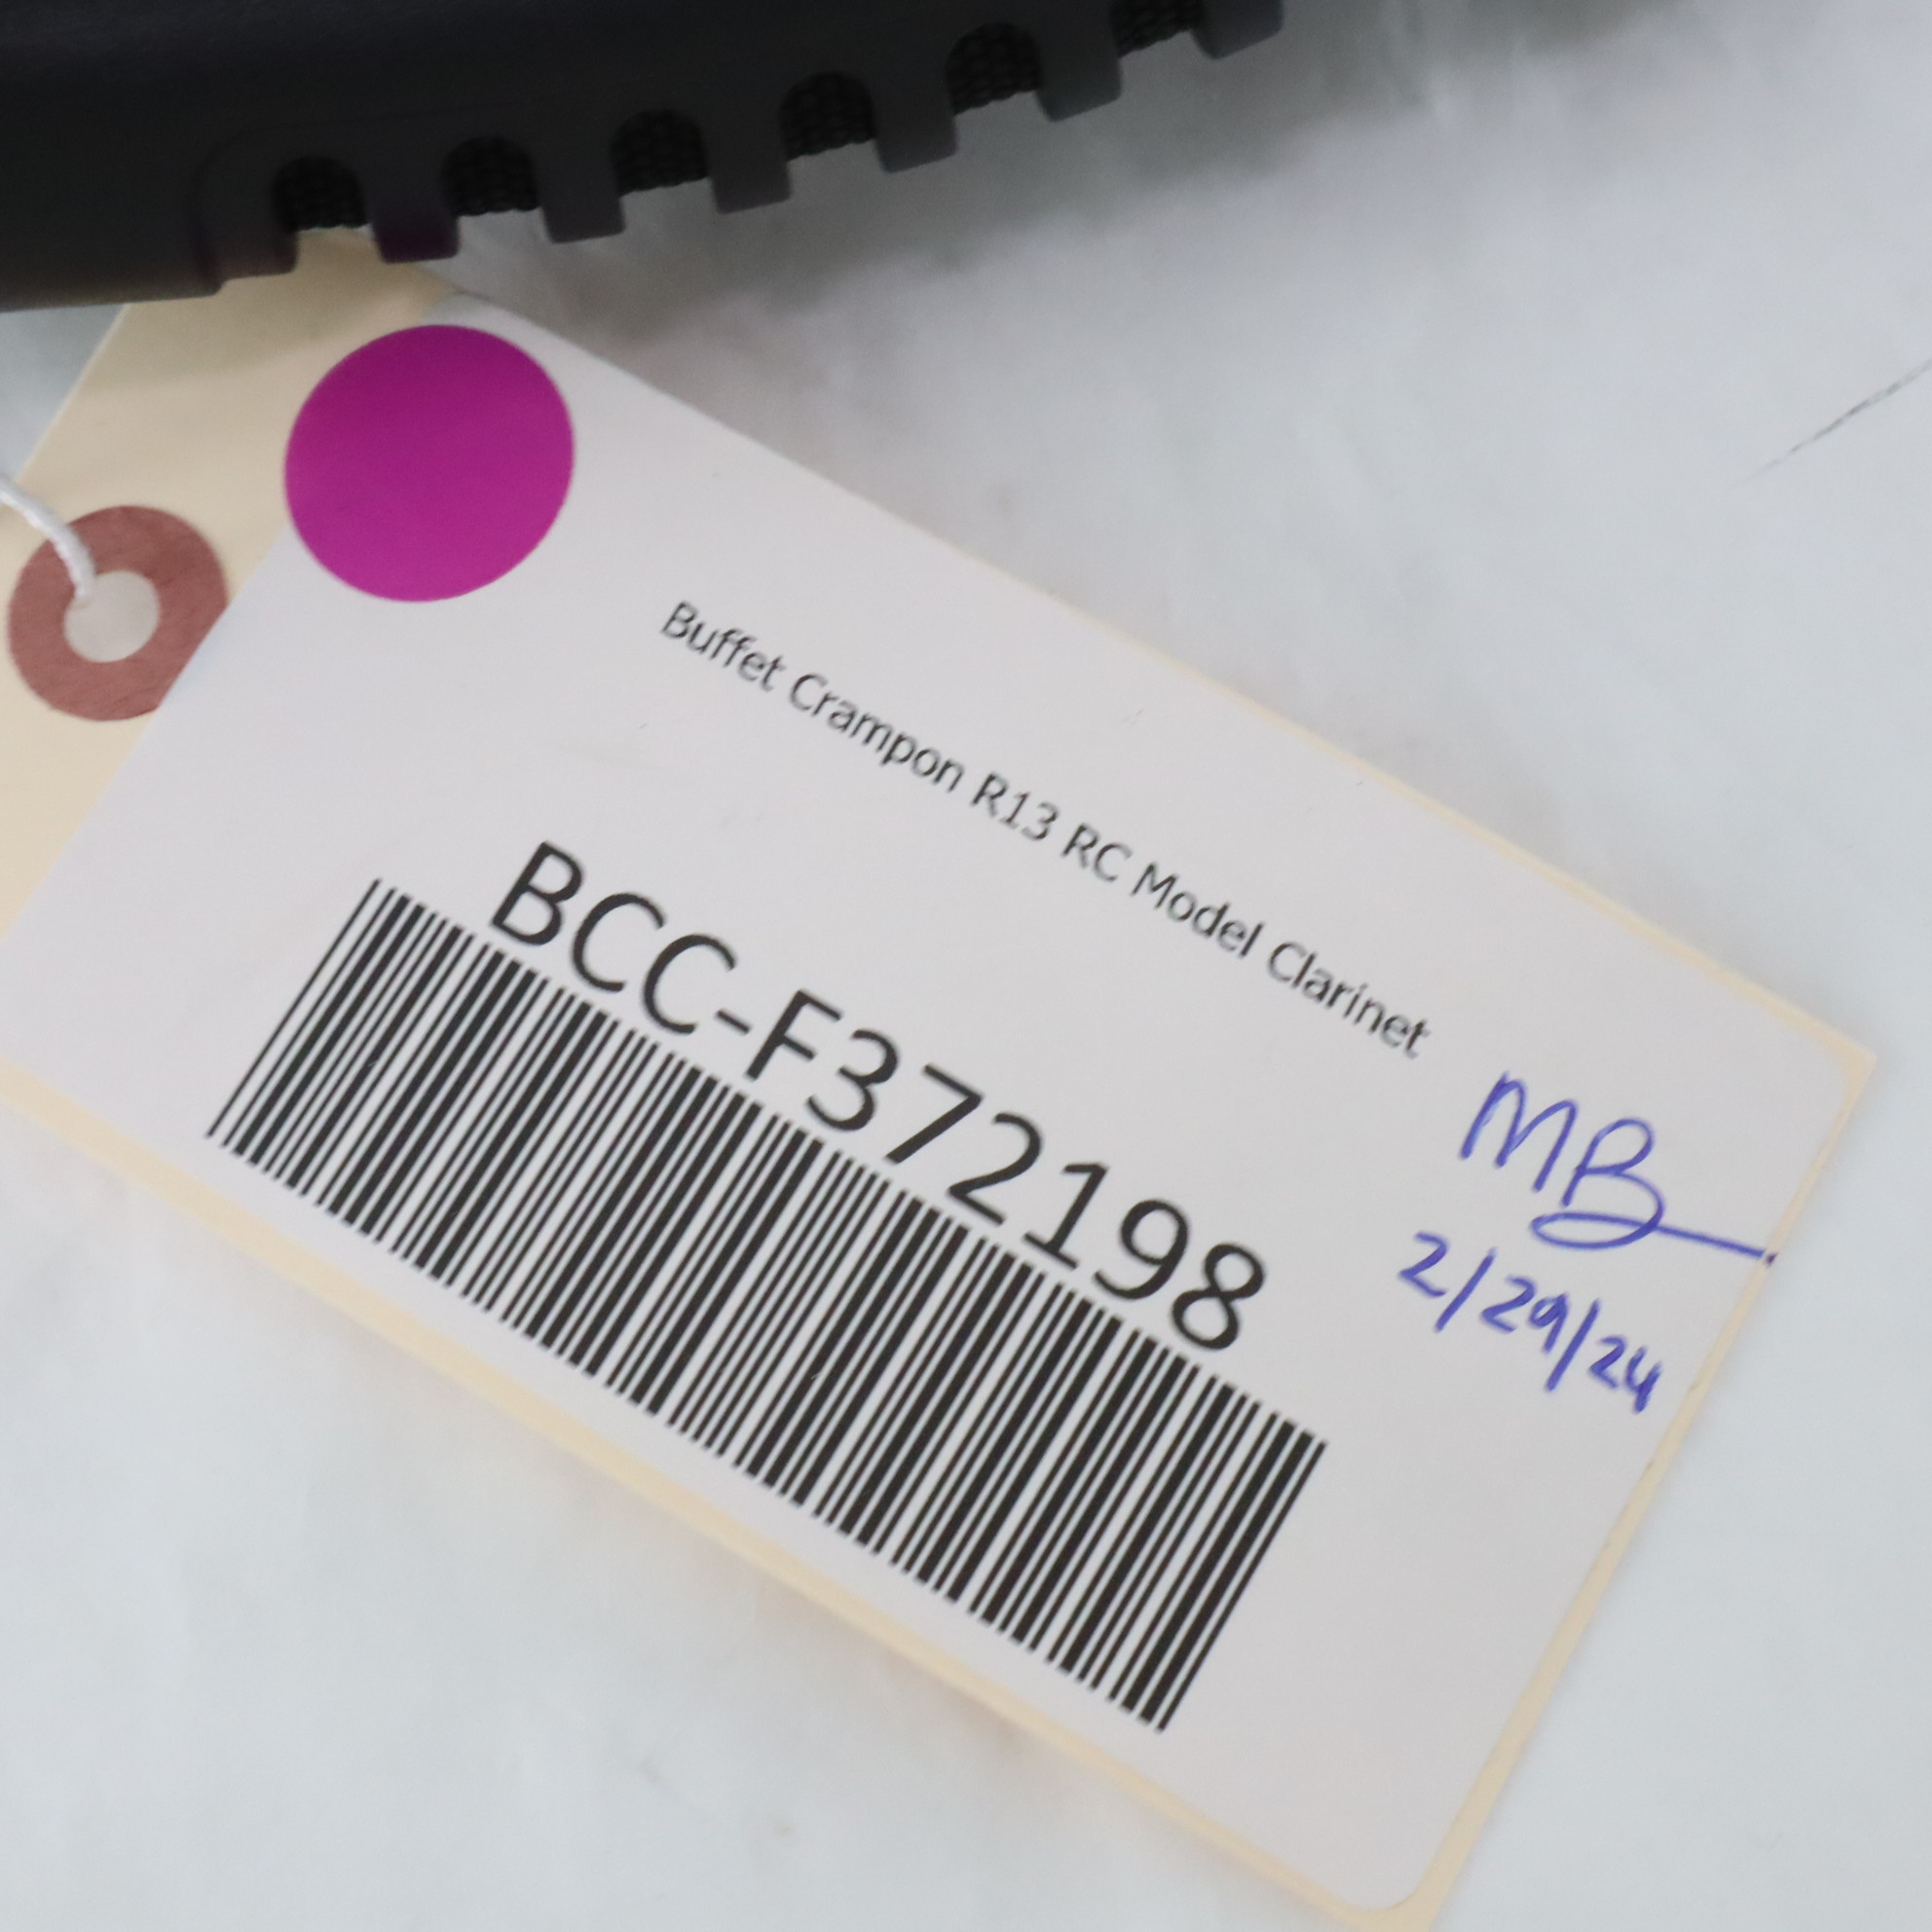 Buffet Crampon R13 RC Model Clarinet
BCC-F372198
MB
2/29/24